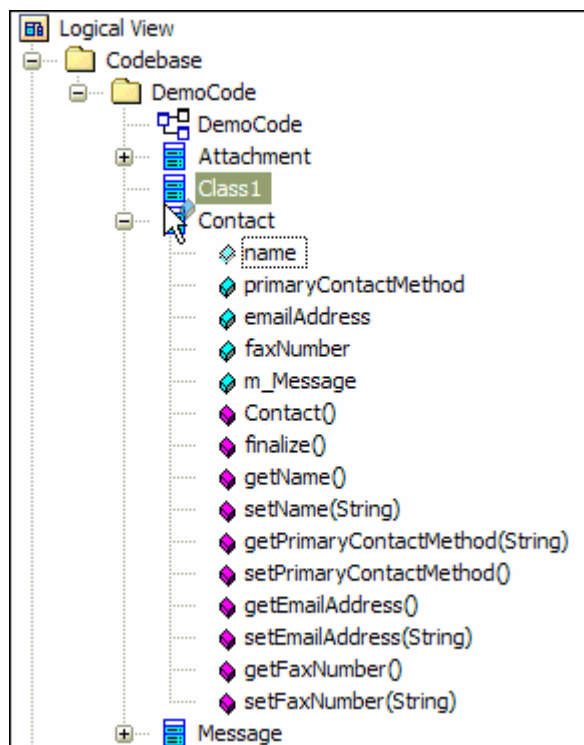 Logical View
Codebase
DemoCode
DemoCode
Attachment
Class1
Contact
name
primaryContactMethod
emailAddress
faxNumber
m_Message
Contact()
finalize()
getName()
setName(String)
getPrimaryContactMethod(String)
setPrimaryContactMethod()
getEmailAddress()
setEmailAddress(String)
getFaxNumber()
setFaxNumber(String)
Message